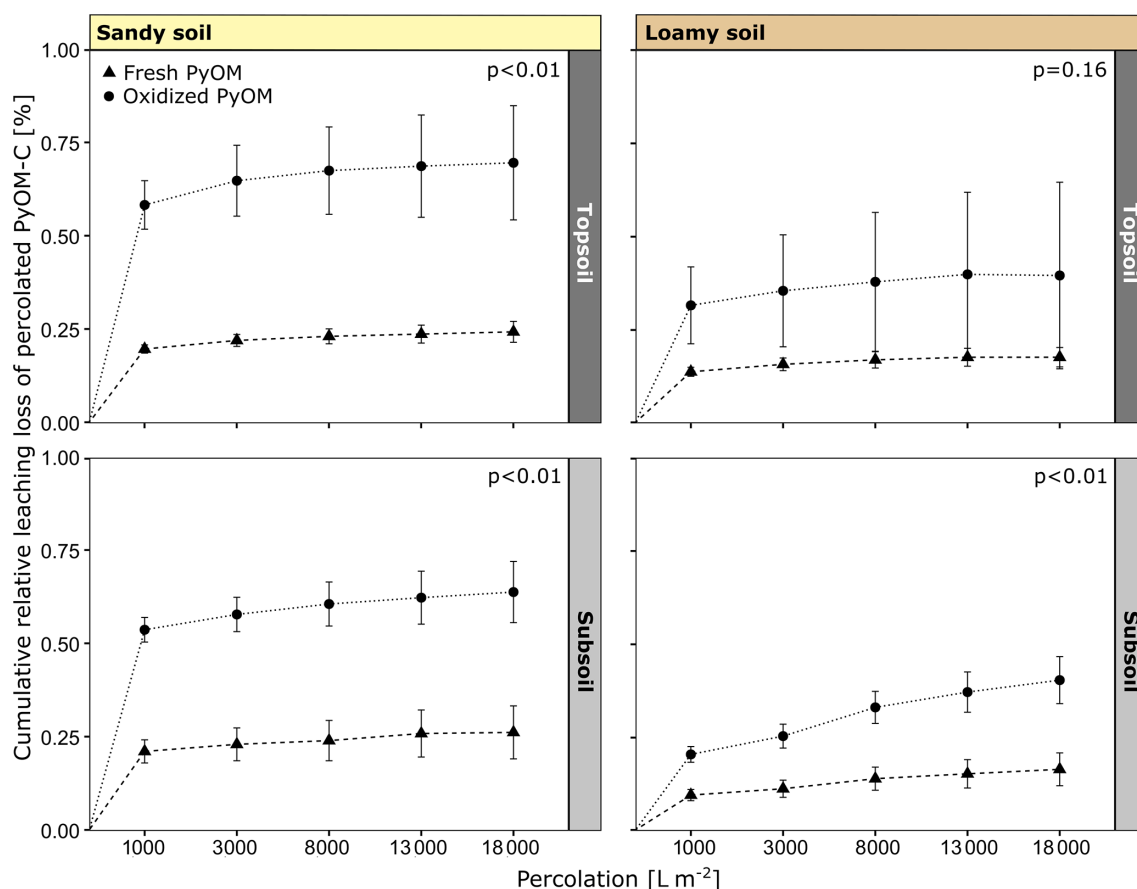 Sandy soil
Loamy soil
Cumulative relative leaching loss of percolated PyOM-C [%]
1.00
0.75
0.50
0.25
0.00
Fresh PyOM
Oxidized PyOM
p<0.01
Topsoil
p=0.16
Topsoil
1.00
0.75
0.50
0.25
0.00
p<0.01
Subsoil
p<0.01
Subsoil
1000 3000 8000 13000 18000
1000 3000 8000 13000 18000
Percolation [L m⁻²]